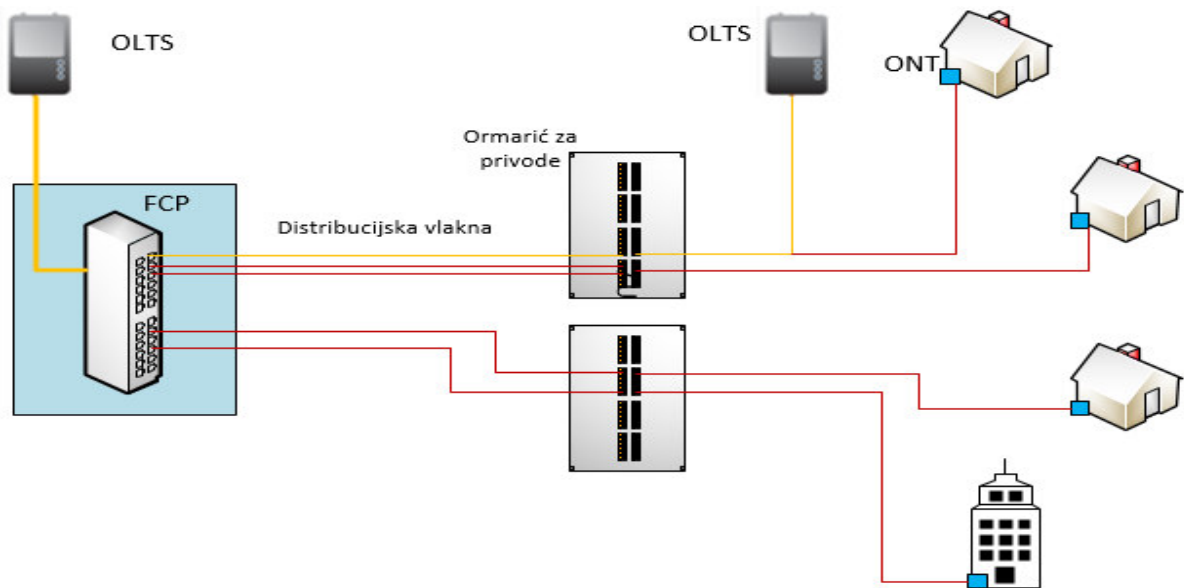 OLTS
OLTS
ONT
Ormarić za
privode
FCP
Distribucijska vlakna